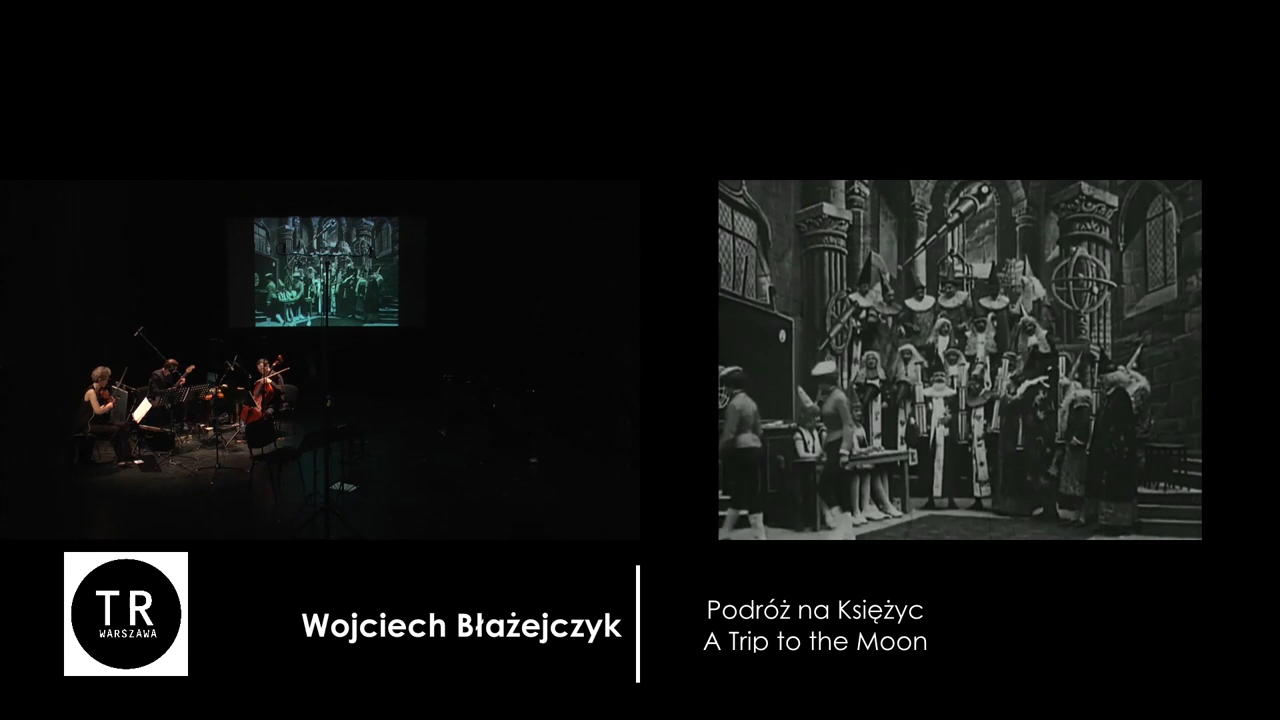 TR
WARSZAWA
Wojciech Błażejczyk
Podróż na Księżyc
A Trip to the Moon